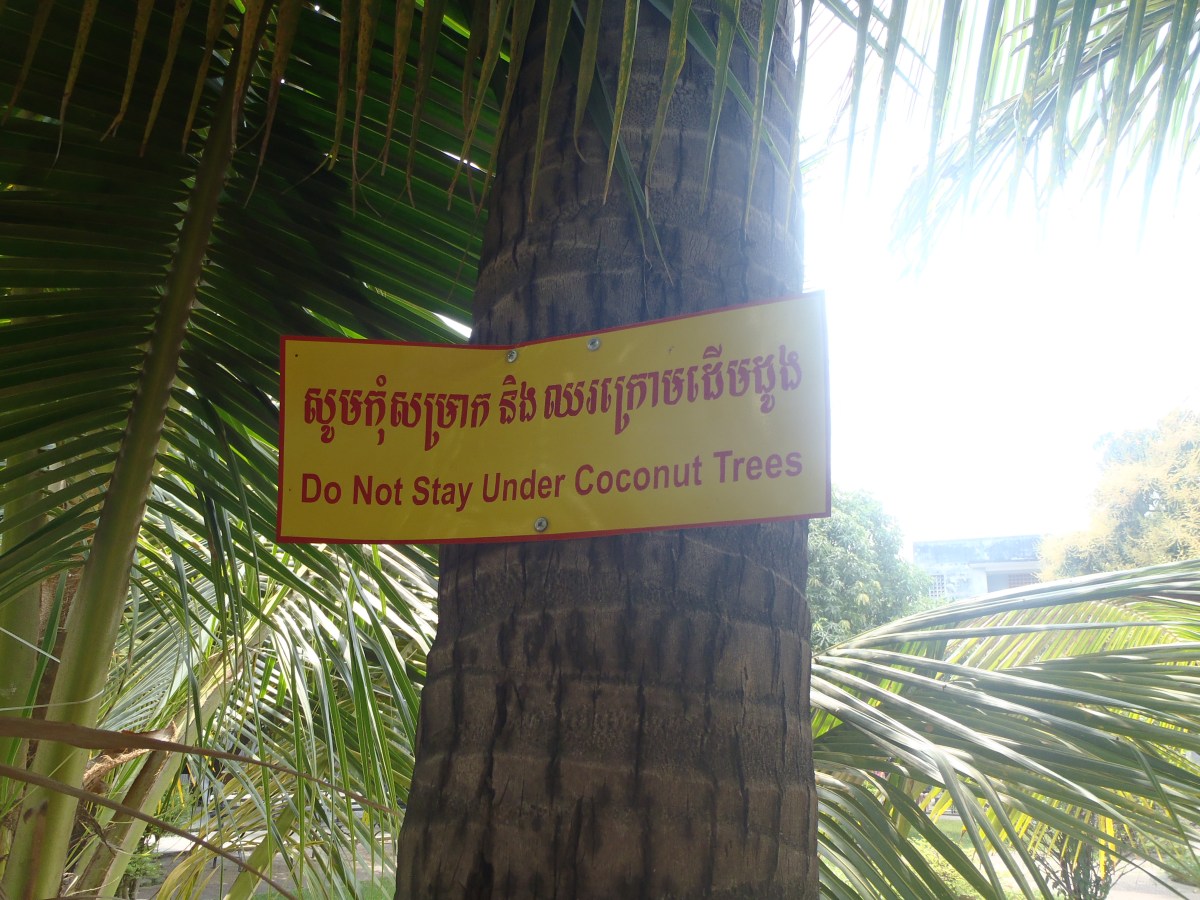 សូមកុំសម្រាក និង ឈរក្រោមដើមដូង
Do Not Stay Under Coconut Trees